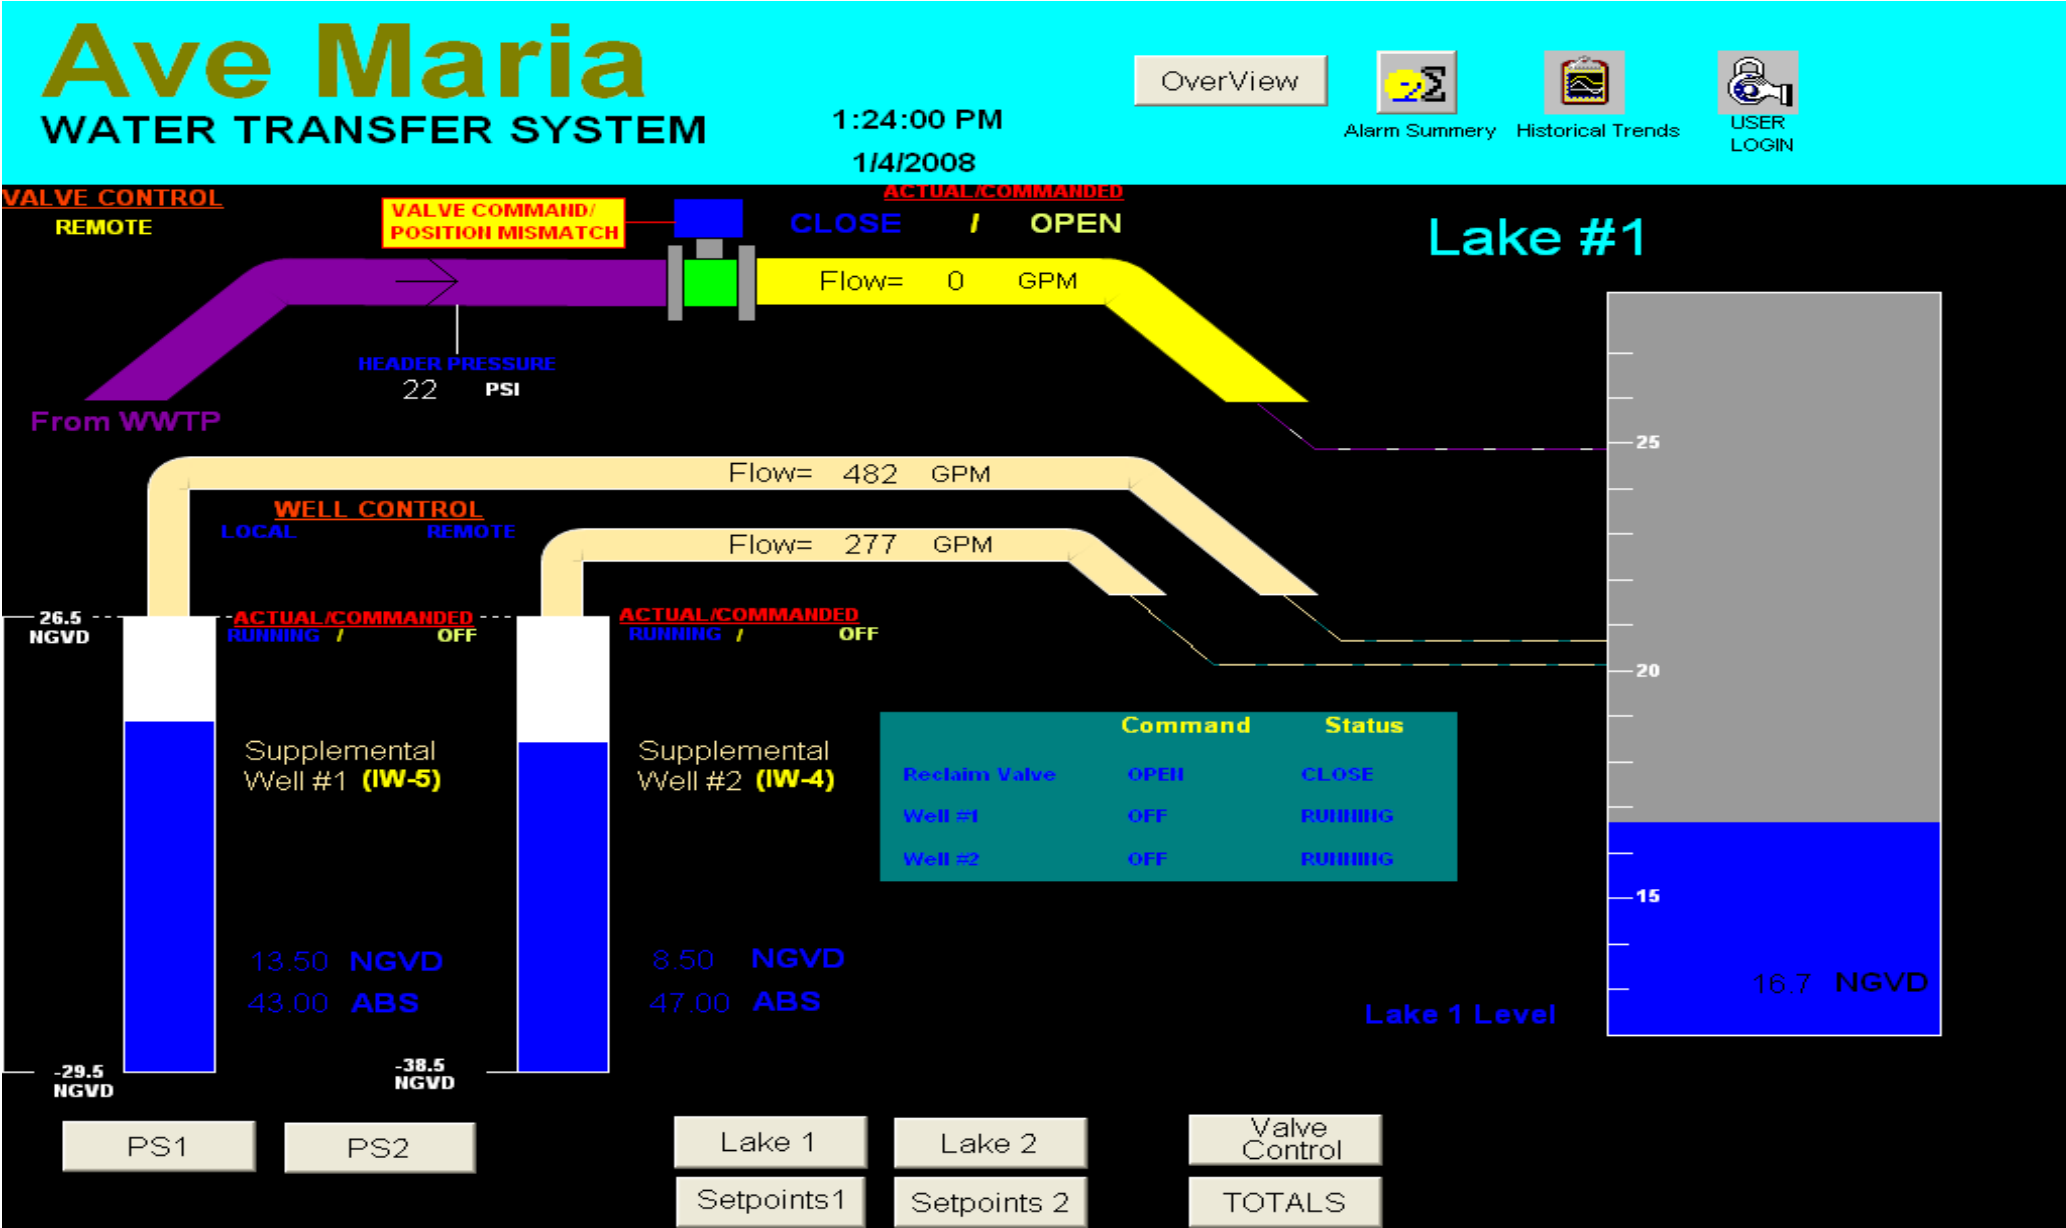 Ave Maria
WATER TRANSFER SYSTEM
1:24:00 PM
1/4/2008
OverView
Alarm Summery
Historical Trends
USER
LOGIN
VALVE CONTROL
REMOTE
VALVE COMMAND/
POSITION MISMATCH
ACTUAL/COMMANDED
CLOSE / OPEN
Lake #1
Flow= 0 GPM
HEADER PRESSURE
22 PSI
From WWTP
25
Flow= 482 GPM
WELL CONTROL
LOCAL REMOTE
Flow= 277 GPM
26.5
NGVD
ACTUAL/COMMANDED
RUNNING / OFF
ACTUAL/COMMANDED
RUNNING / OFF
20
Supplemental
Well #1 (IW-5)
Supplemental
Well #2 (IW-4)
Command Status
Reclaim Valve OPEN CLOSE
Well #1 OFF RUNNING
Well #2 OFF RUNNING
15
13.50 NGVD
43.00 ABS
8.50 NGVD
47.00 ABS
16.7 NGVD
Lake 1 Level
-29.5
NGVD
-38.5
NGVD
PS1
PS2
Lake 1
Lake 2
Valve
Control
Setpoints1
Setpoints 2
TOTALS